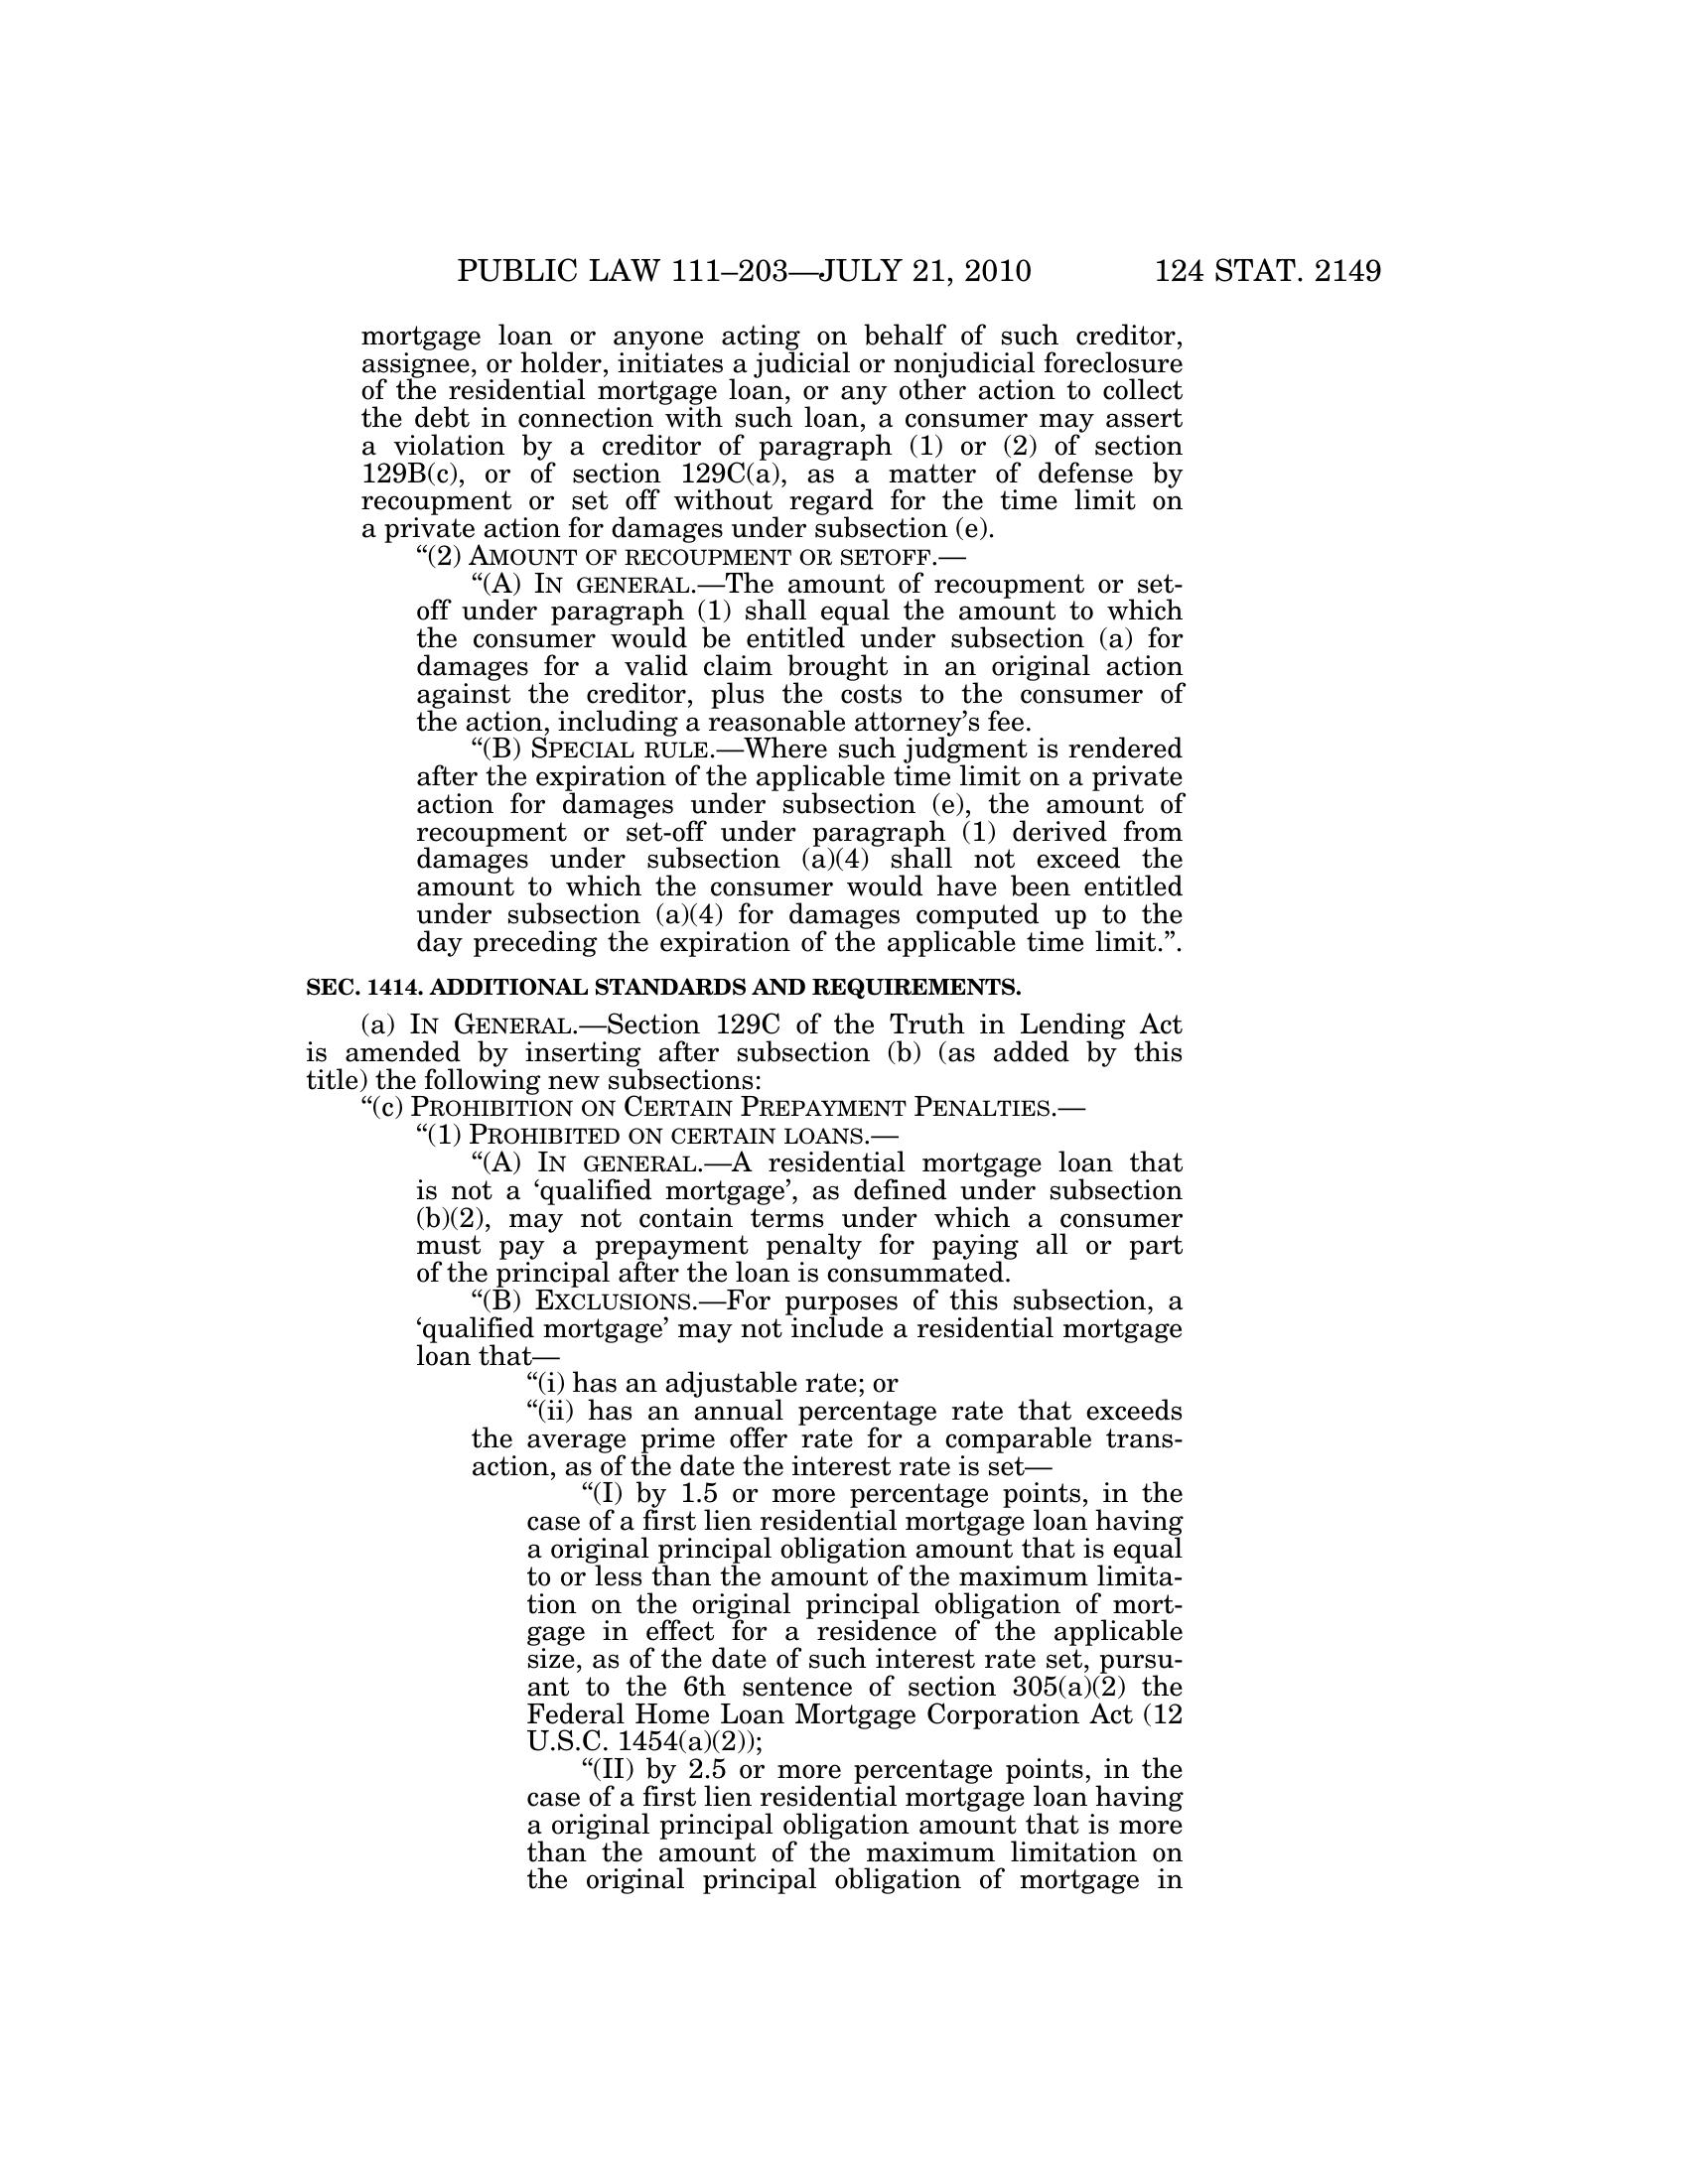 PUBLIC LAW 111–203—JULY 21, 2010 124 STAT. 2149
mortgage loan or anyone acting on behalf of such creditor,
assignee, or holder, initiates a judicial or nonjudicial foreclosure
of the residential mortgage loan, or any other action to collect
the debt in connection with such loan, a consumer may assert
a violation by a creditor of paragraph (1) or (2) of section
129B(c), or of section 129C(a), as a matter of defense by
recoupment or set off without regard for the time limit on
a private action for damages under subsection (e).
“(2) AMOUNT OF RECOUPMENT OR SETOFF.—
“(A) IN GENERAL.—The amount of recoupment or set-
off under paragraph (1) shall equal the amount to which
the consumer would be entitled under subsection (a) for
damages for a valid claim brought in an original action
against the creditor, plus the costs to the consumer of
the action, including a reasonable attorney’s fee.
“(B) SPECIAL RULE.—Where such judgment is rendered
after the expiration of the applicable time limit on a private
action for damages under subsection (e), the amount of
recoupment or set-off under paragraph (1) derived from
damages under subsection (a)(4) shall not exceed the
amount to which the consumer would have been entitled
under subsection (a)(4) for damages computed up to the
day preceding the expiration of the applicable time limit.”.
SEC. 1414. ADDITIONAL STANDARDS AND REQUIREMENTS.
(a) IN GENERAL.—Section 129C of the Truth in Lending Act
is amended by inserting after subsection (b) (as added by this
title) the following new subsections:
“(c) PROHIBITION ON CERTAIN PREPAYMENT PENALTIES.—
“(1) PROHIBITED ON CERTAIN LOANS.—
“(A) IN GENERAL.—A residential mortgage loan that
is not a ‘qualified mortgage’, as defined under subsection
(b)(2), may not contain terms under which a consumer
must pay a prepayment penalty for paying all or part
of the principal after the loan is consummated.
“(B) EXCLUSIONS.—For purposes of this subsection, a
‘qualified mortgage’ may not include a residential mortgage
loan that—
“(i) has an adjustable rate; or
“(ii) has an annual percentage rate that exceeds
the average prime offer rate for a comparable trans-
action, as of the date the interest rate is set—
“(I) by 1.5 or more percentage points, in the
case of a first lien residential mortgage loan having
a original principal obligation amount that is equal
to or less than the amount of the maximum limita-
tion on the original principal obligation of mort-
gage in effect for a residence of the applicable
size, as of the date of such interest rate set, pursu-
ant to the 6th sentence of section 305(a)(2) the
Federal Home Loan Mortgage Corporation Act (12
U.S.C. 1454(a)(2));
“(II) by 2.5 or more percentage points, in the
case of a first lien residential mortgage loan having
a original principal obligation amount that is more
than the amount of the maximum limitation on
the original principal obligation of mortgage in